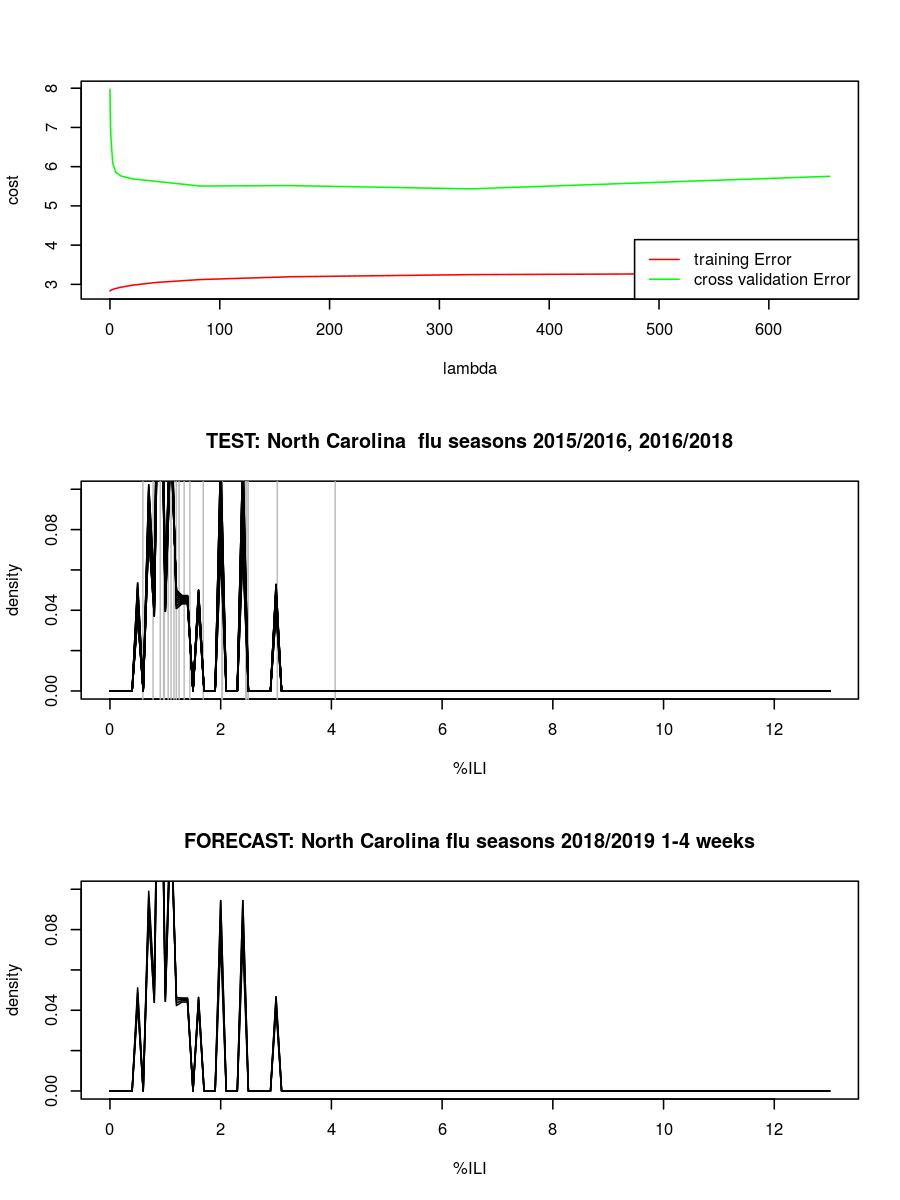 8
7
6
5
4
3
cost
training Error
cross validation Error
0 100 200 300 400 500 600
lambda
TEST: North Carolina  flu seasons 2015/2016, 2016/2018
0.08
0.04
0.00
density
0 2 4 6 8 10 12
%ILI
FORECAST: North Carolina flu seasons 2018/2019 1-4 weeks
0.08
0.04
0.00
density
0 2 4 6 8 10 12
%ILI